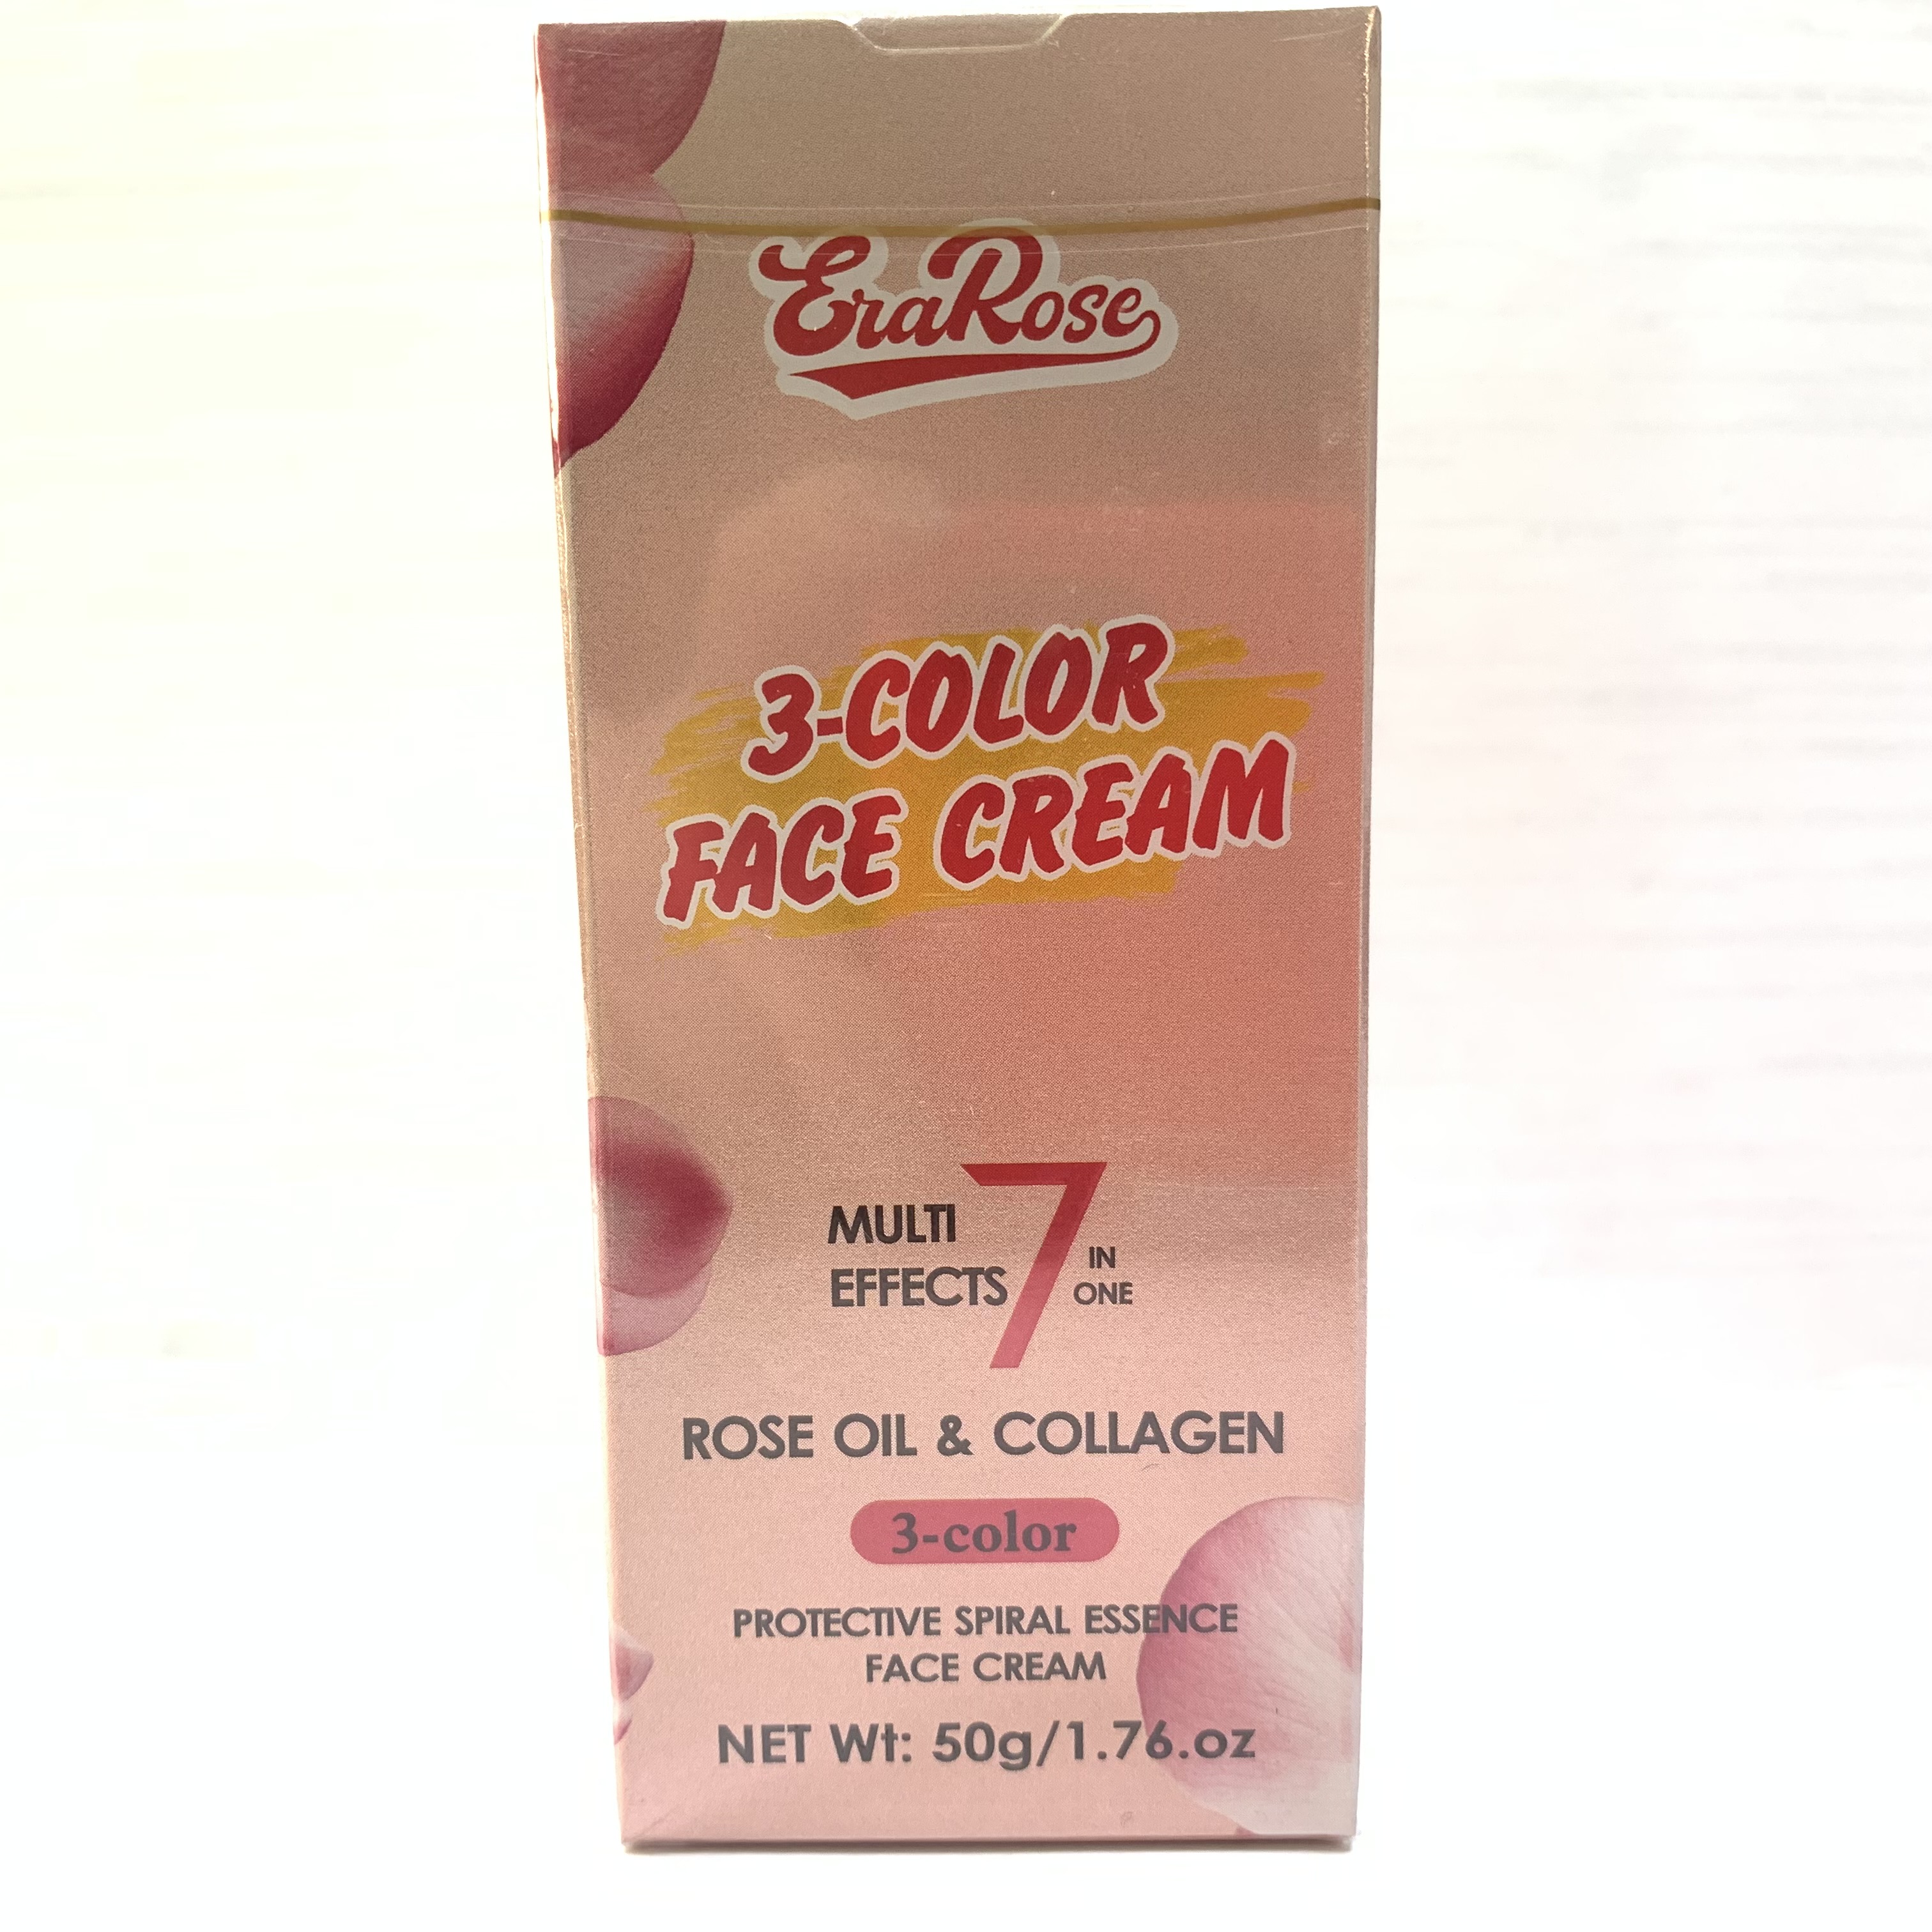 EraRose
3-COLOR
FACE CREAM
MULTI
EFFECTS 7 IN
ONE
ROSE OIL & COLLAGEN
3-color
PROTECTIVE SPIRAL ESSENCE
FACE CREAM
NET Wt: 50g/1.76.oz